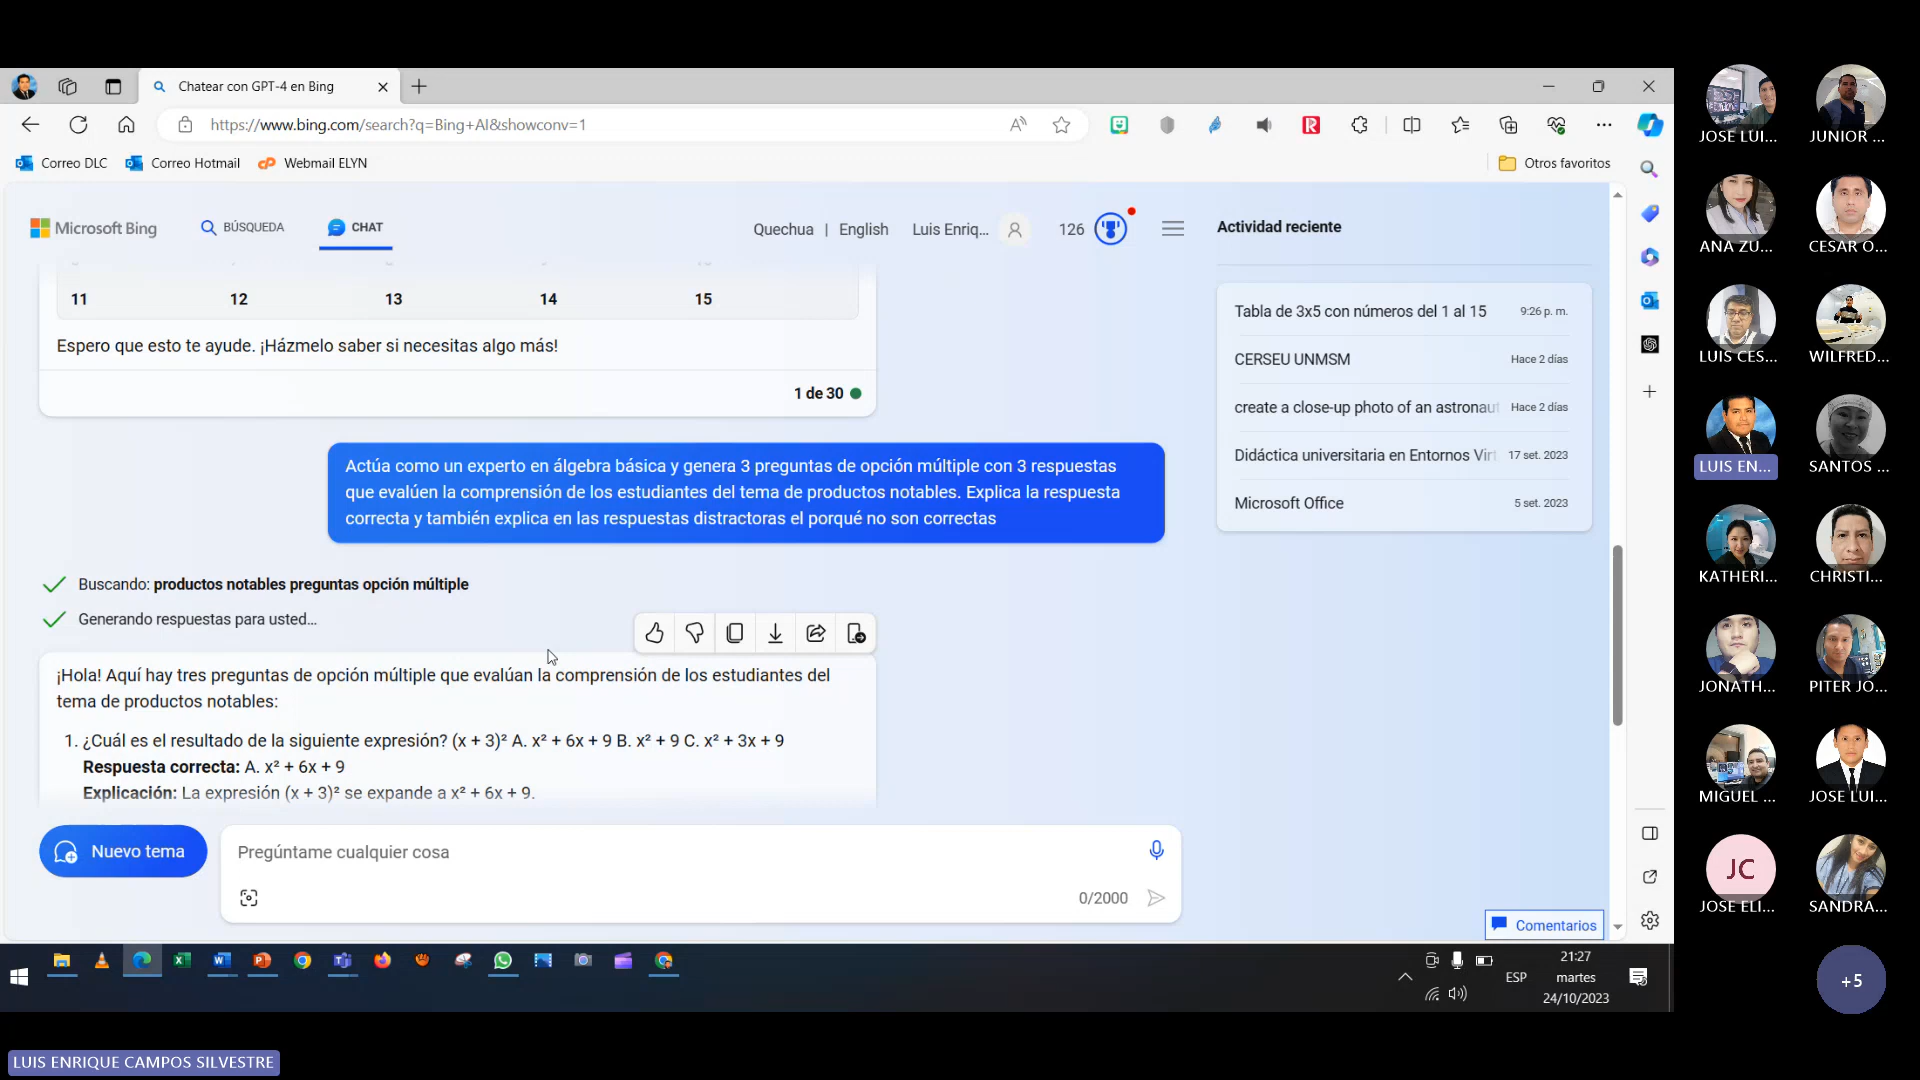 Chatear con GPT-4 en Bing
https://www.bing.com/search?q=Bing+AI&showconv=1
Correo DLC
Correo Hotmail
Webmail ELYN
Otros favoritos
Microsoft Bing
BÚSQUEDA
CHAT
Quechua | English
Luis Enriq...
126
11 12 13 14 15
Espero que esto te ayude. ¡Házmelo saber si necesitas algo más!
1 de 30
Actúa como un experto en álgebra básica y genera 3 preguntas de opción múltiple con 3 respuestas
que evalúen la comprensión de los estudiantes del tema de productos notables. Explica la respuesta
correcta y también explica en las respuestas distractoras el porqué no son correctas
Buscando: productos notables preguntas opción múltiple
Generando respuestas para usted...
¡Hola! Aquí hay tres preguntas de opción múltiple que evalúan la comprensión de los estudiantes del
tema de productos notables:
1. ¿Cuál es el resultado de la siguiente expresión? (x + 3)² A. x² + 6x + 9 B. x² + 9 C. x² + 3x + 9
Respuesta correcta: A. x² + 6x + 9
Explicación: La expresión (x + 3)² se expande a x² + 6x + 9.
Nuevo tema
Pregúntame cualquier cosa
0/2000
Actividad reciente
Tabla de 3x5 con números del 1 al 15 9:26 p. m.
CERSEU UNMSM Hace 2 días
create a close-up photo of an astronaut Hace 2 días
Didáctica universitaria en Entornos Virt 17 set. 2023
Microsoft Office 5 set. 2023
Comentarios
ESP
21:27
martes
24/10/2023
JOSE LUI...
JUNIOR ...
ANA ZU...
CESAR O...
LUIS CES...
WILFRED...
LUIS EN...
SANTOS ...
KATHERI...
CHRISTI...
JONATH...
PITER JO...
MIGUEL ...
JOSE LUI...
JC
JOSE ELI...
SANDRA...
+5
LUIS ENRIQUE CAMPOS SILVESTRE